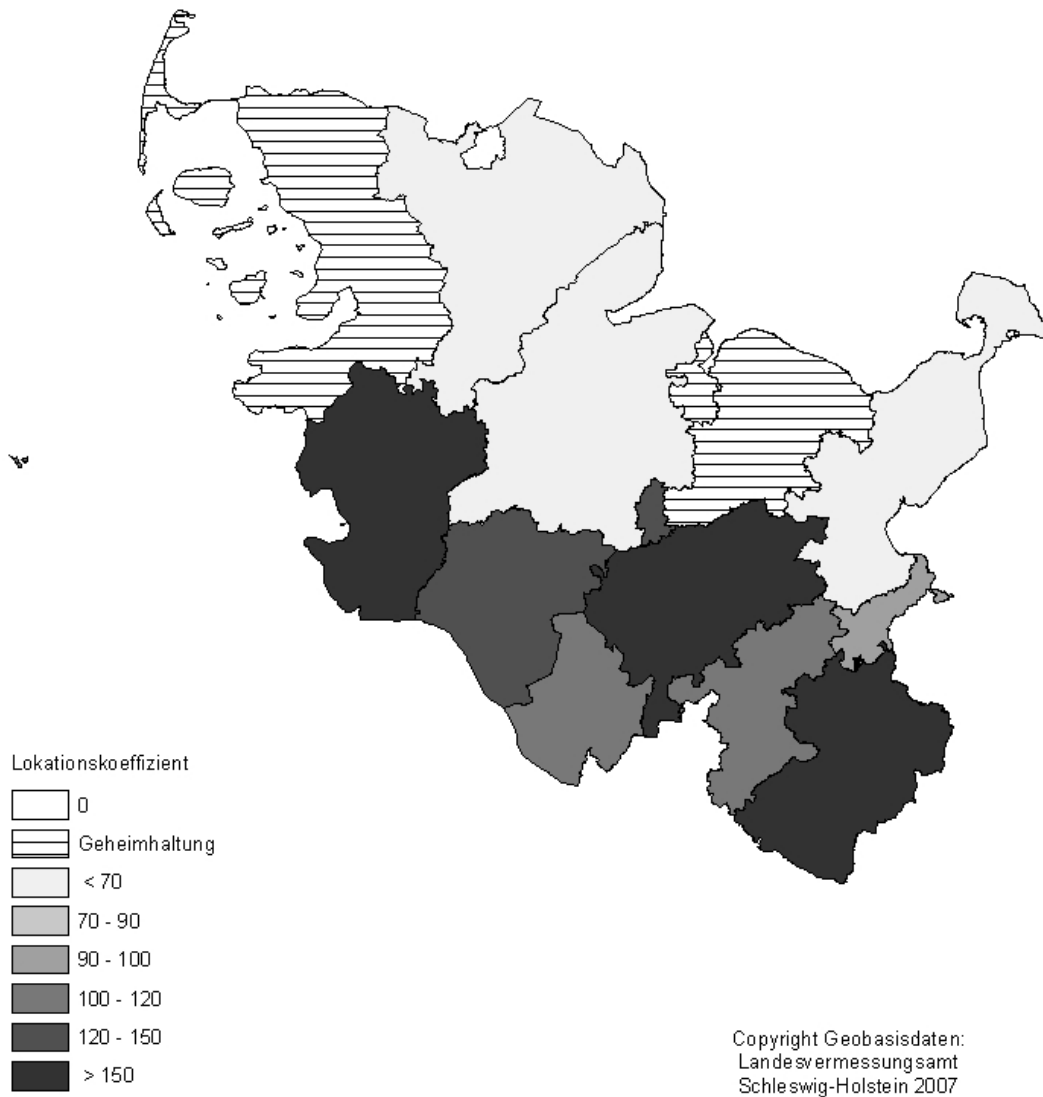 Lokationskoeffizient
0
Geheimhaltung
< 70
70 - 90
90 - 100
100 - 120
120 - 150
> 150
Copyright Geobasisdaten:
Landesvermessungsamt
Schleswig-Holstein 2007